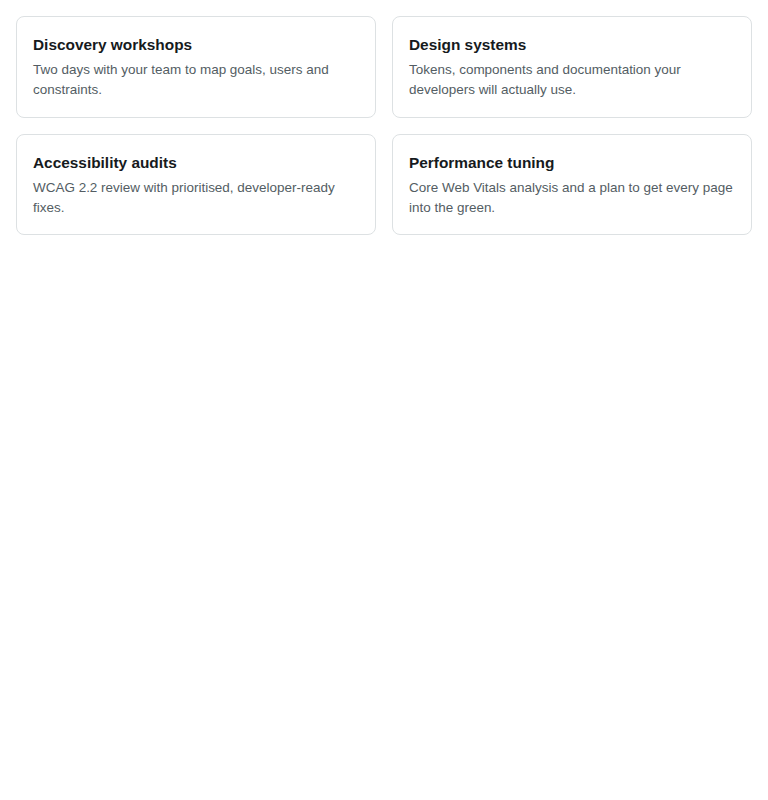 Discovery workshops
Two days with your team to map goals, users and
constraints.
Design systems
Tokens, components and documentation your
developers will actually use.
Accessibility audits
WCAG 2.2 review with prioritised, developer-ready
fixes.
Performance tuning
Core Web Vitals analysis and a plan to get every page
into the green.